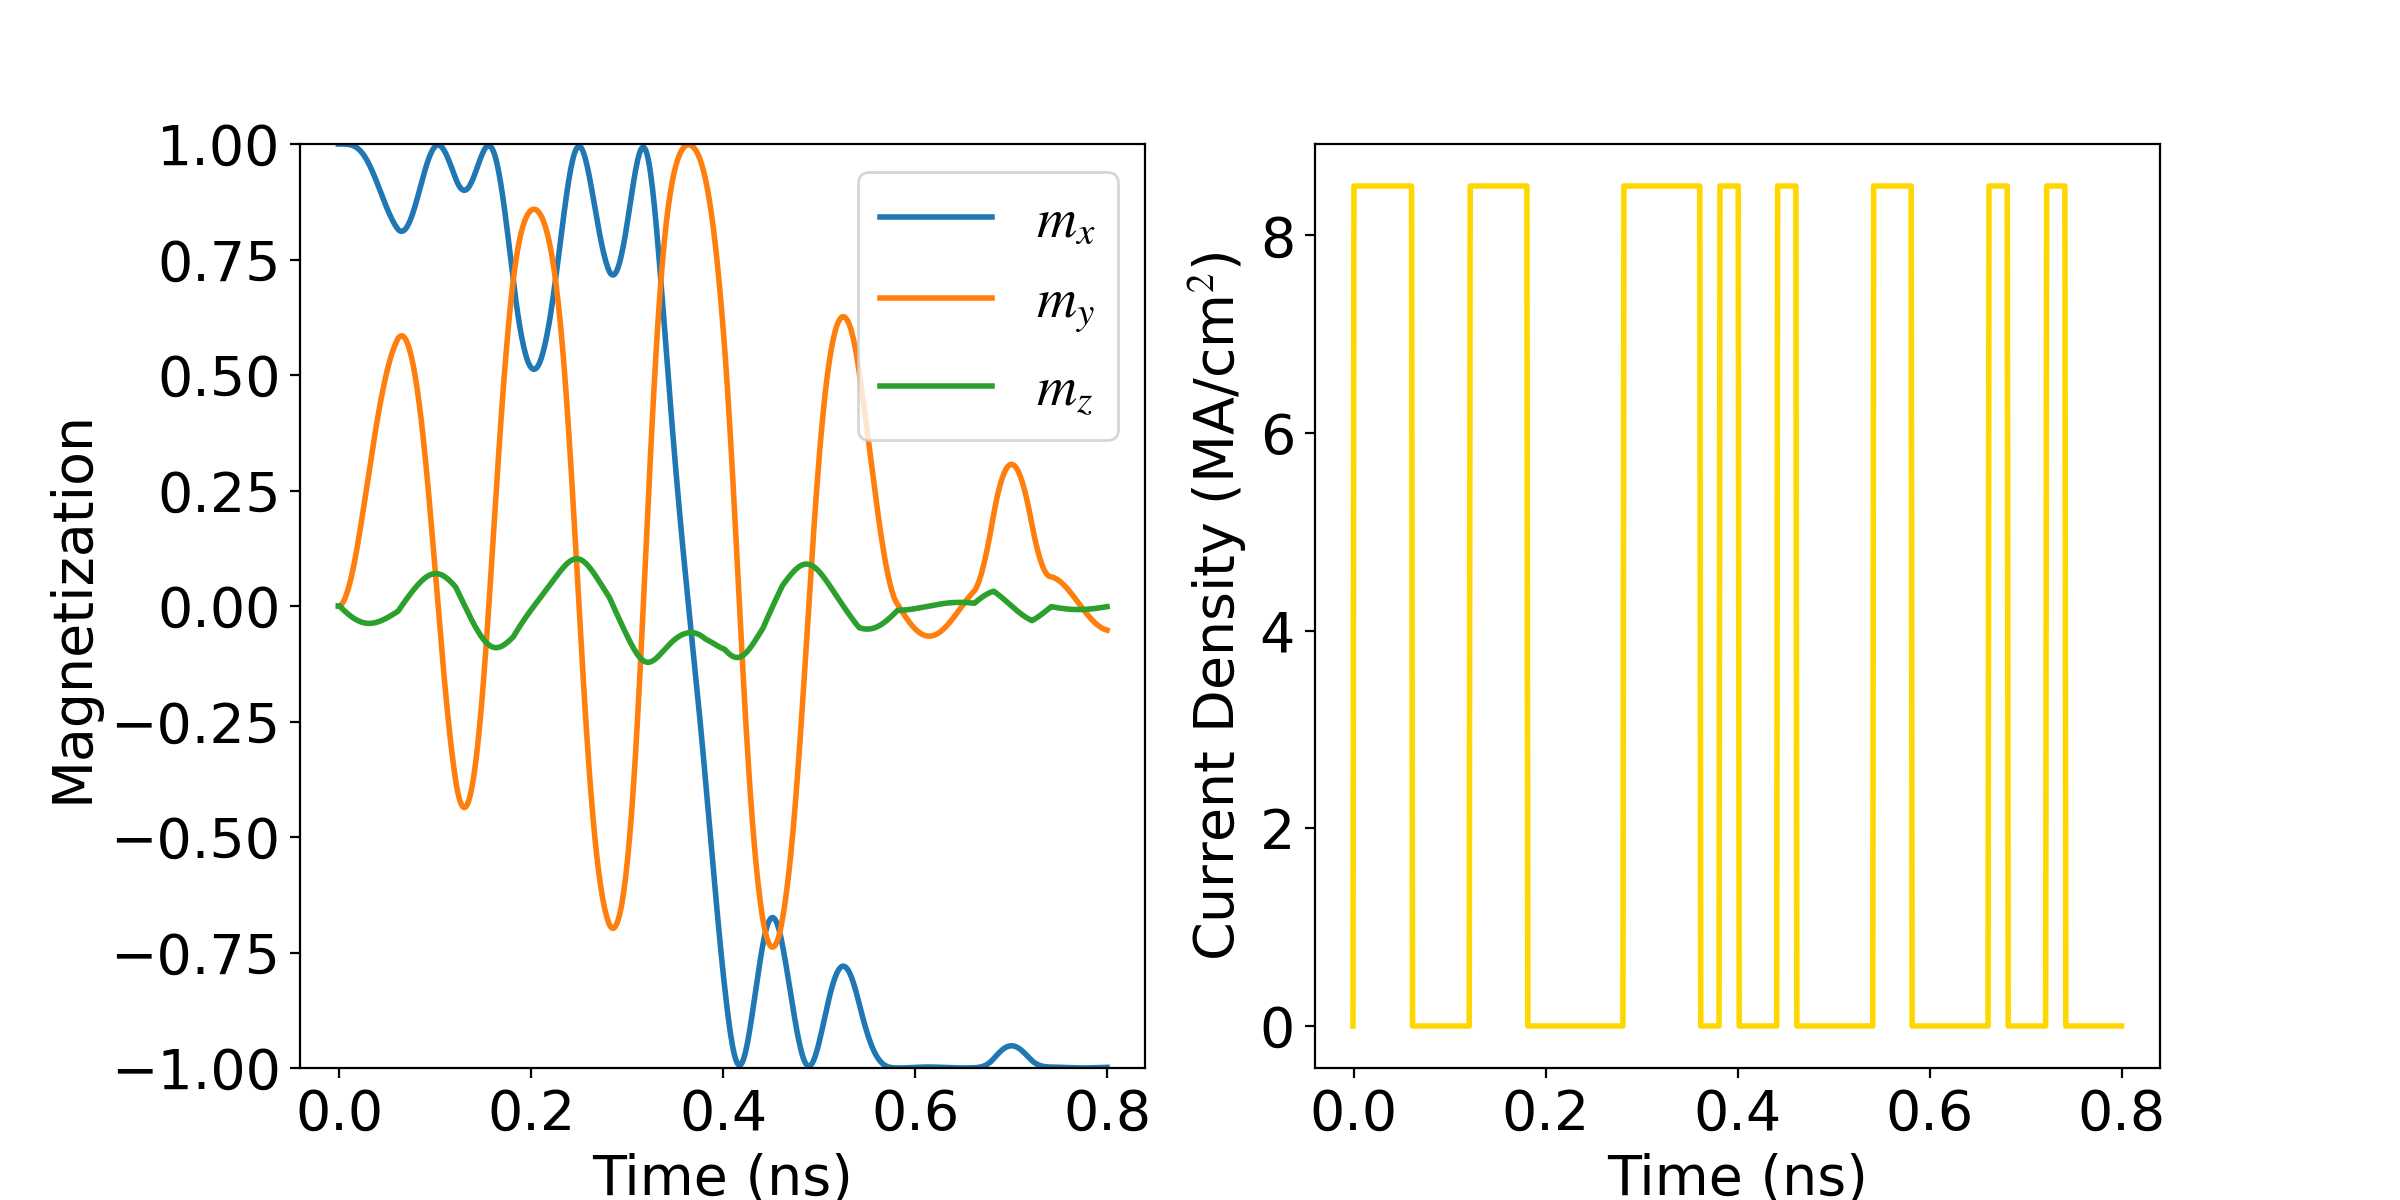 1.00
0.75
0.50
0.25
0.00
−0.25
−0.50
−0.75
−1.00
Magnetization
0.0 0.2 0.4 0.6 0.8
Time (ns)
m_x
m_y
m_z
8
6
4
2
0
Current Density (MA/cm²)
0.0 0.2 0.4 0.6 0.8
Time (ns)